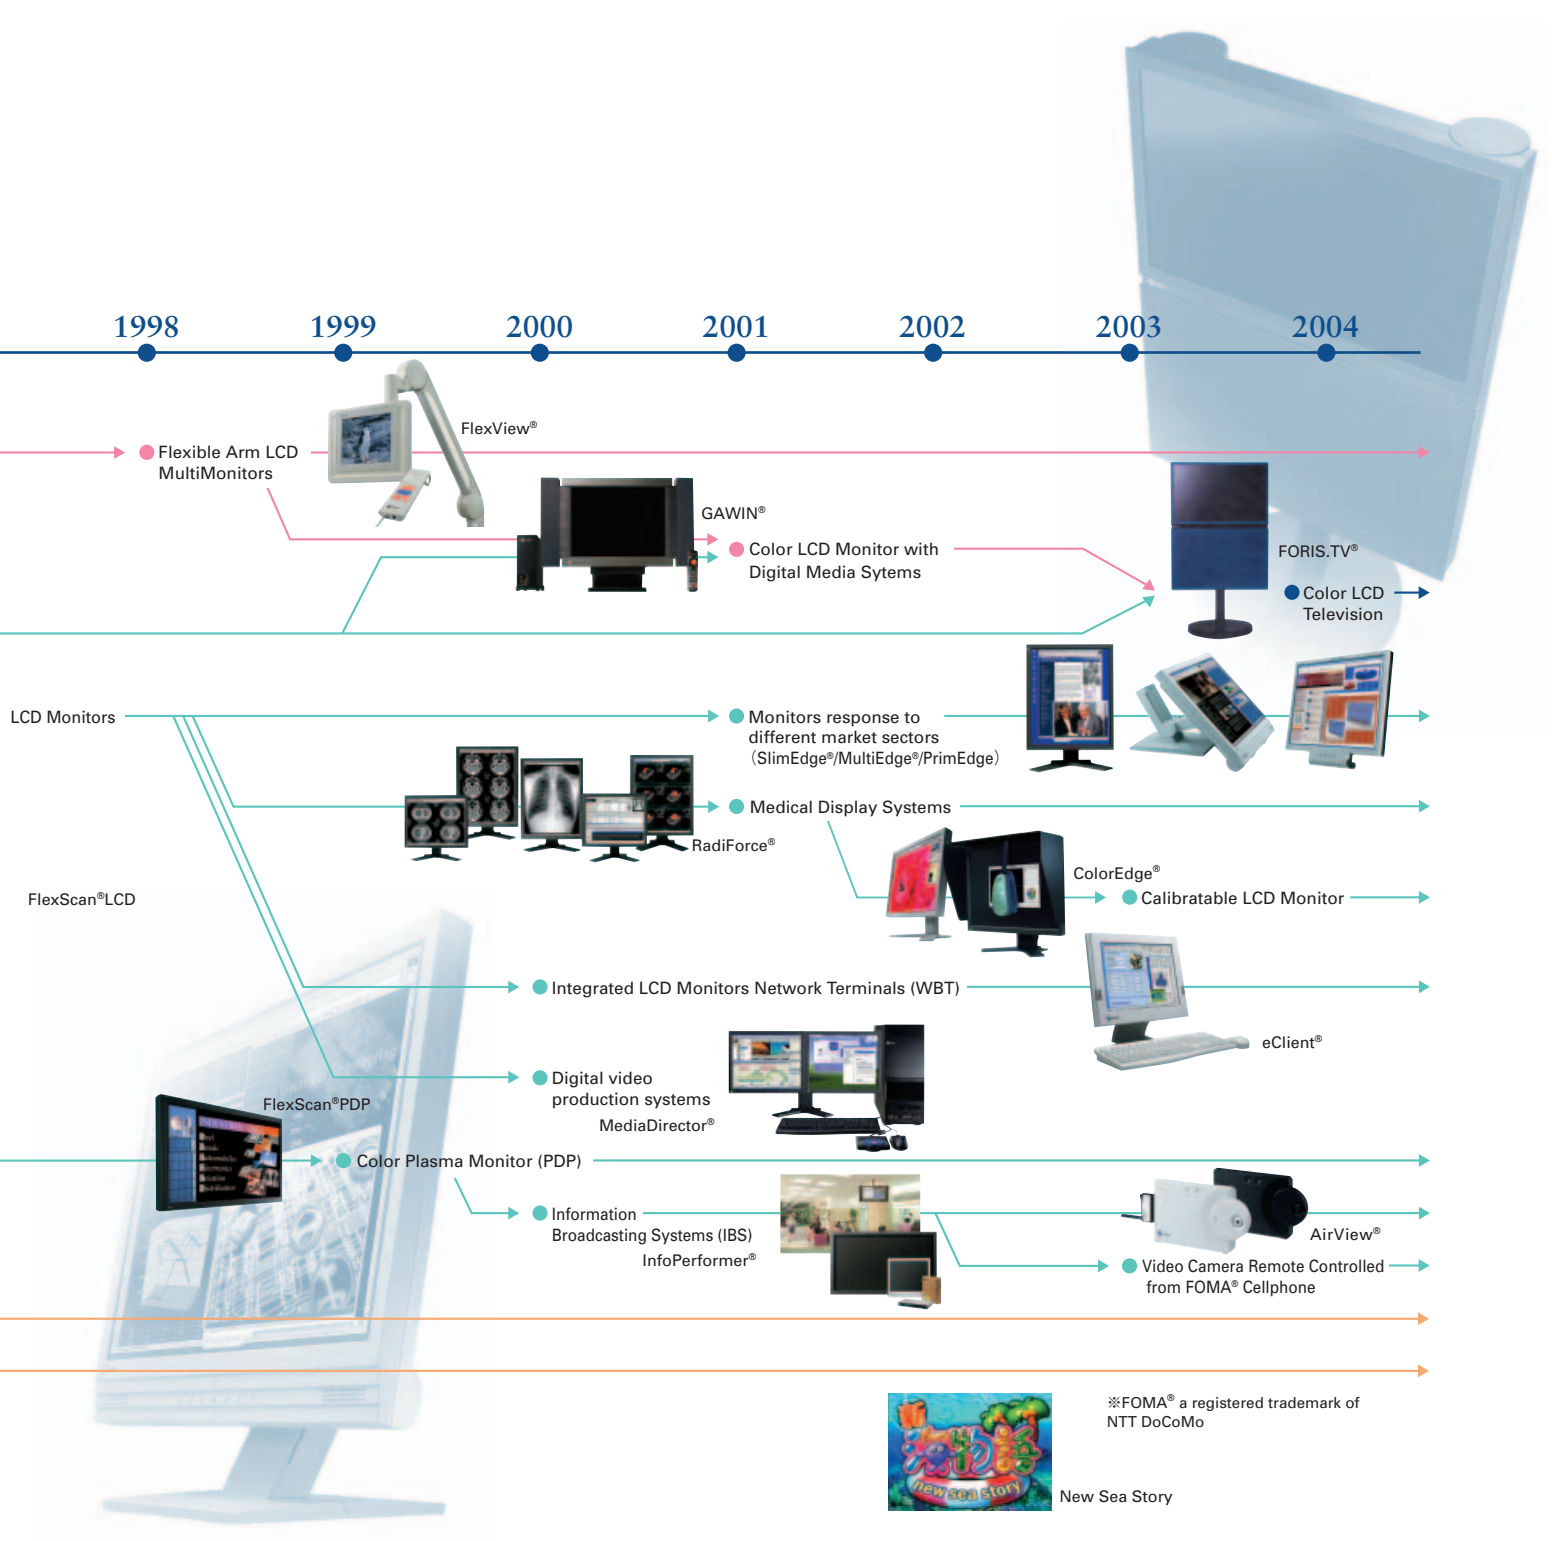 1998 1999 2000 2001 2002 2003 2004
FlexView®
Flexible Arm LCD
MultiMonitors
GAWIN®
Color LCD Monitor with
Digital Media Sytems
FORIS.TV®
Color LCD
Television
LCD Monitors
Monitors response to
different market sectors
（SlimEdge®/MultiEdge®/PrimEdge）
Medical Display Systems
RadiForce®
ColorEdge®
Calibratable LCD Monitor
FlexScan®LCD
Integrated LCD Monitors Network Terminals (WBT)
eClient®
Digital video
production systems
MediaDirector®
FlexScan®PDP
Color Plasma Monitor (PDP)
Information
Broadcasting Systems (IBS)
InfoPerformer®
AirView®
Video Camera Remote Controlled
from FOMA® Cellphone
※FOMA® a registered trademark of
NTT DoCoMo
海物語
new sea story
New Sea Story